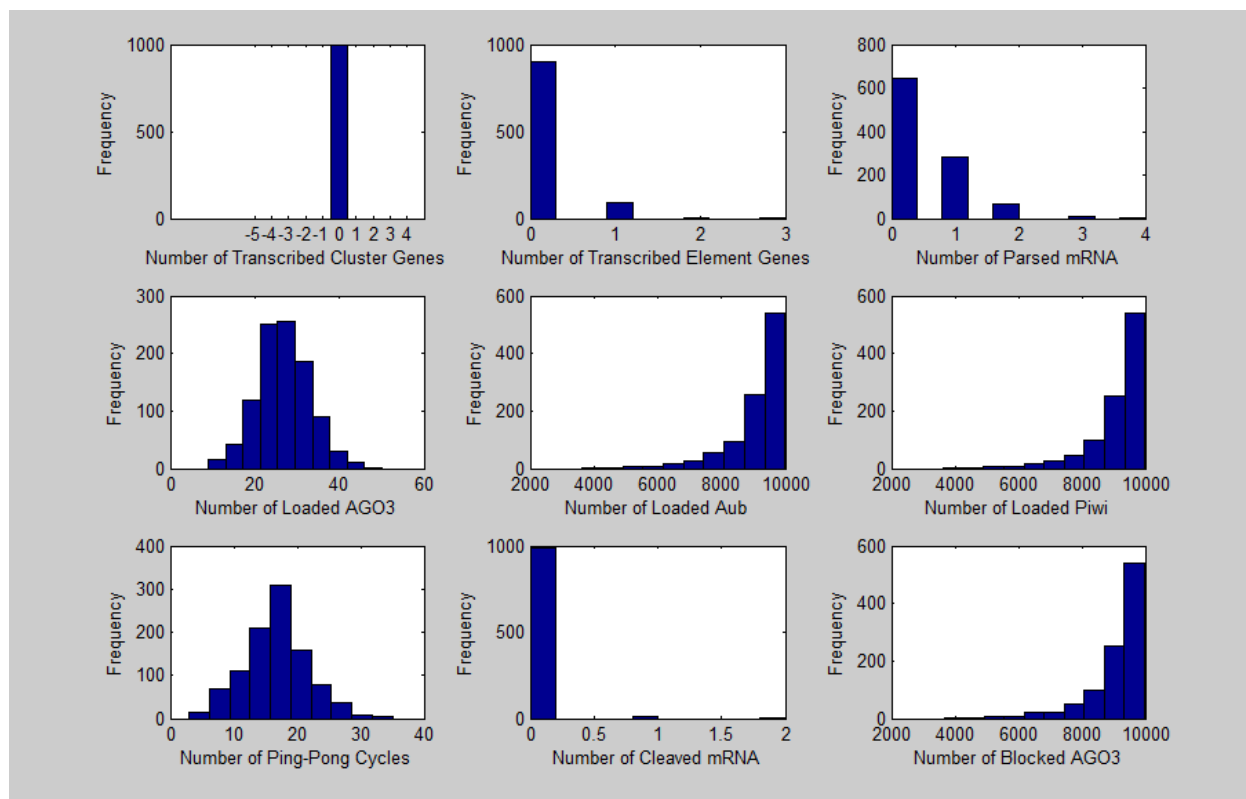 1000
500
0
Frequency
-5 -4 -3 -2 -1 0 1 2 3 4
Number of Transcribed Cluster Genes
1000
500
0
Frequency
0 1 2 3
Number of Transcribed Element Genes
800
600
400
200
0
Frequency
0 1 2 3 4
Number of Parsed mRNA
300
200
100
0
Frequency
0 20 40 60
Number of Loaded AGO3
600
400
200
0
Frequency
2000 4000 6000 8000 10000
Number of Loaded Aub
600
400
200
0
Frequency
2000 4000 6000 8000 10000
Number of Loaded Piwi
400
300
200
100
0
Frequency
0 10 20 30 40
Number of Ping-Pong Cycles
1000
500
0
Frequency
0 0.5 1 1.5 2
Number of Cleaved mRNA
600
400
200
0
Frequency
2000 4000 6000 8000 10000
Number of Blocked AGO3